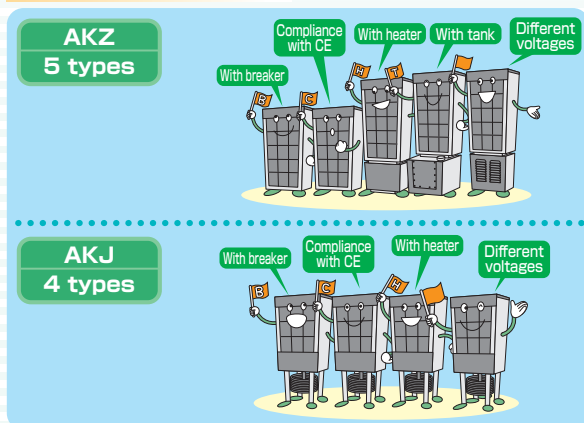 AKZ
5 types
With breaker
Compliance
with CE
With heater
With tank
Different
voltages
B
C
H
T
AKJ
4 types
With breaker
Compliance
with CE
With heater
Different
voltages
B
C
H